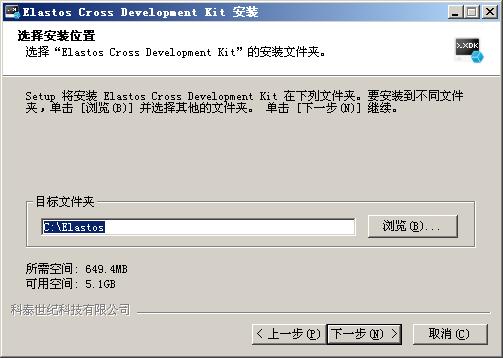 Elastos Cross Development Kit 安装
选择安装位置
选择“Elastos Cross Development Kit”的安装文件夹。
.XDK
Setup 将安装 Elastos Cross Development Kit 在下列文件夹。要安装到不同文件
夹，单击 [浏览(B)] 并选择其他的文件夹。 单击 [下一步(N)] 继续。
目标文件夹
C:\Elastos
浏览(B)...
所需空间: 649.4MB
可用空间: 5.1GB
科泰世纪科技有限公司
< 上一步(P)
下一步(N) >
取消(C)